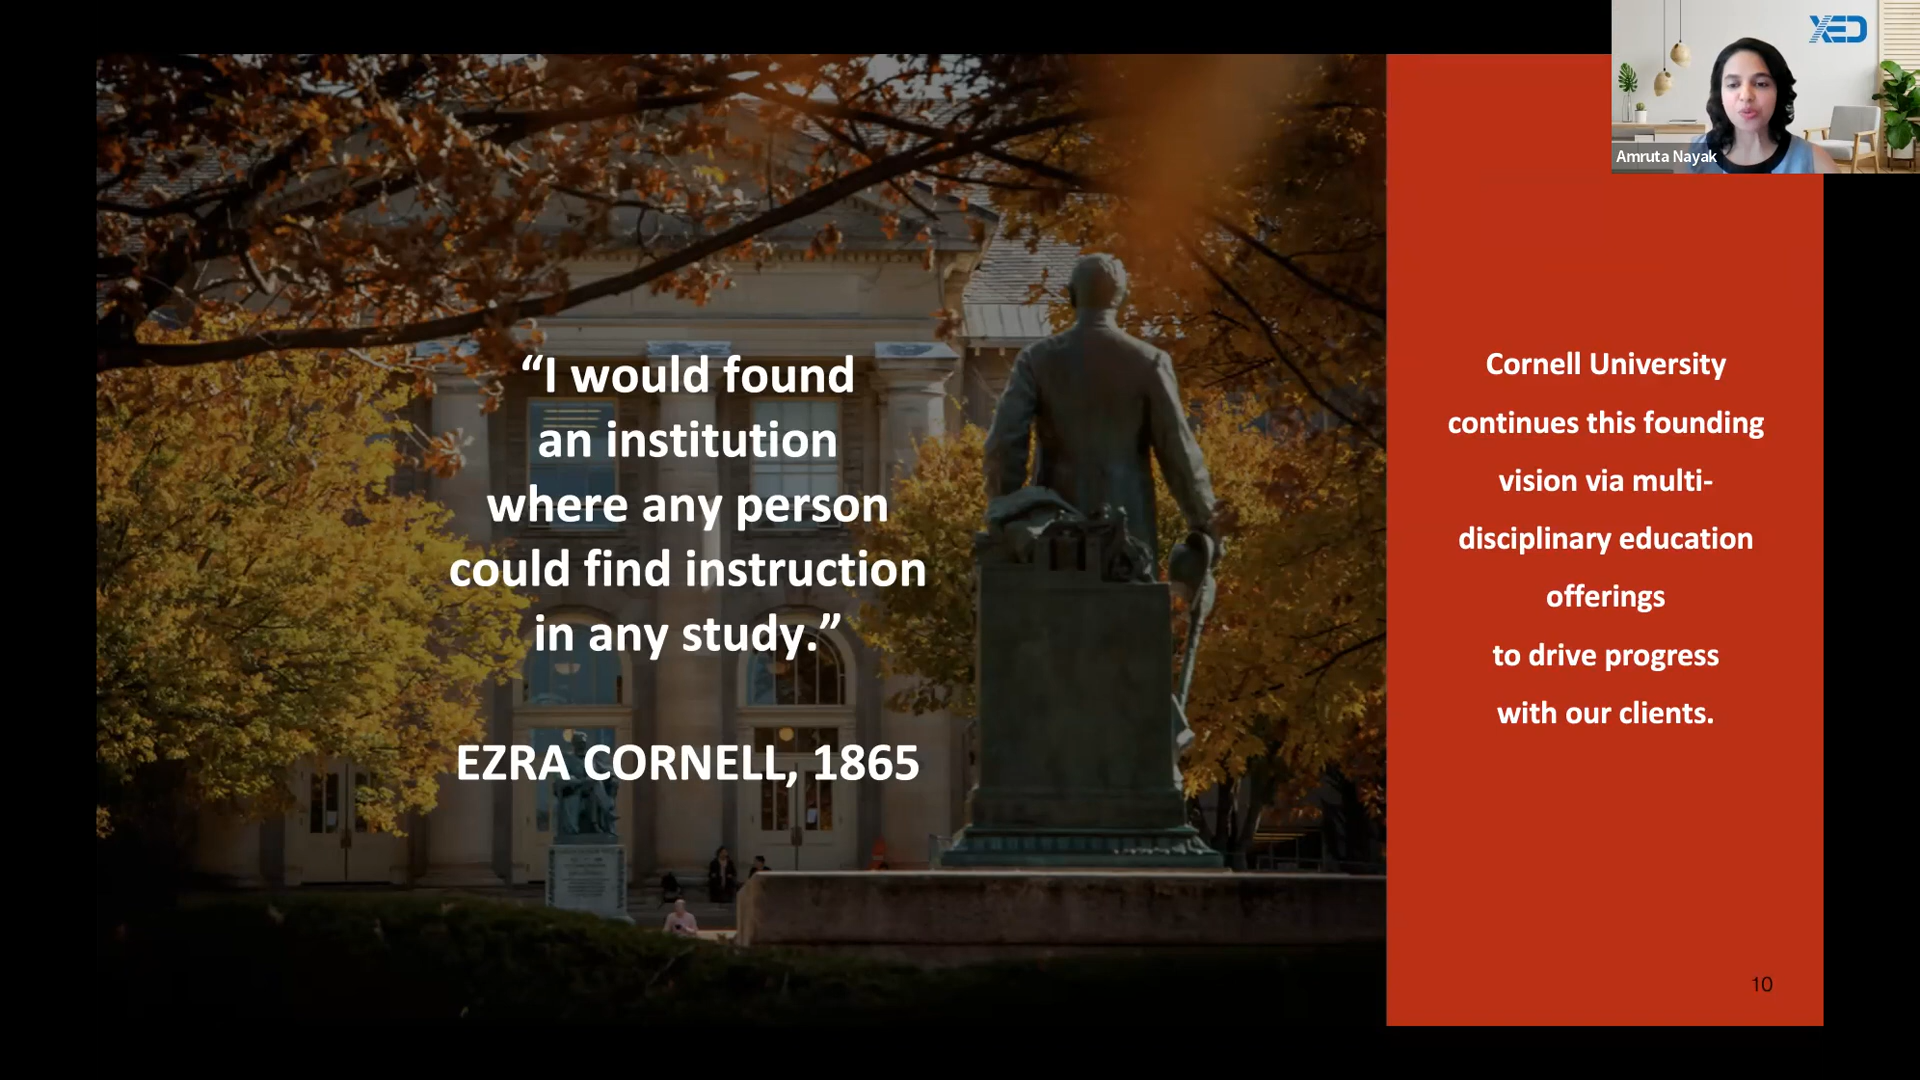 XED
Amruta Nayak
“I would found
an institution
where any person
could find instruction
in any study.”
EZRA CORNELL, 1865
Cornell University
continues this founding
vision via multi-
disciplinary education
offerings
to drive progress
with our clients.
10